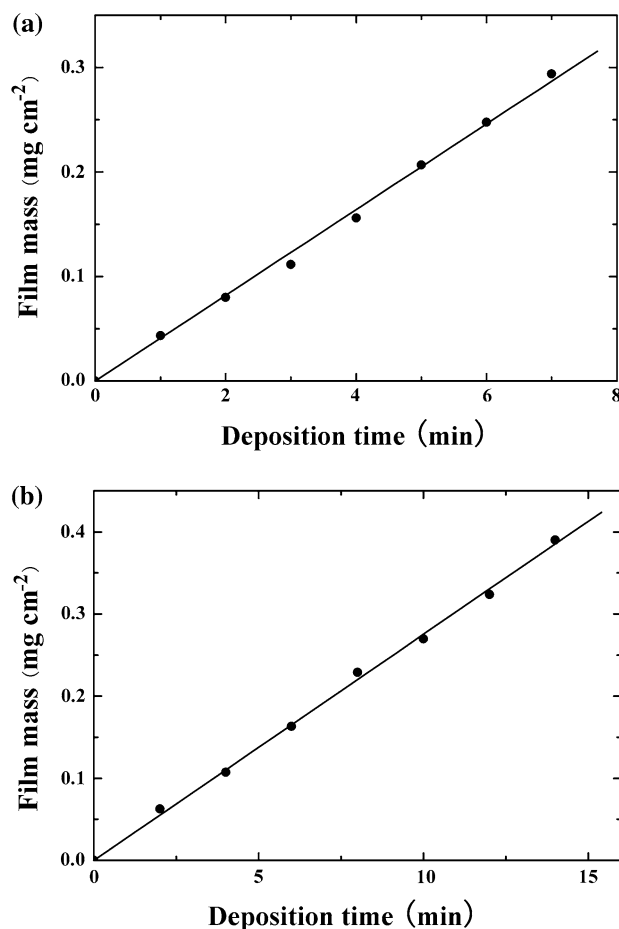 (a)
0.3
0.2
0.1
0.0
0 2 4 6 8
Film mass (mg cm-2)
Deposition time (min)
(b)
0.4
0.3
0.2
0.1
0.0
0 5 10 15
Film mass (mg cm-2)
Deposition time (min)